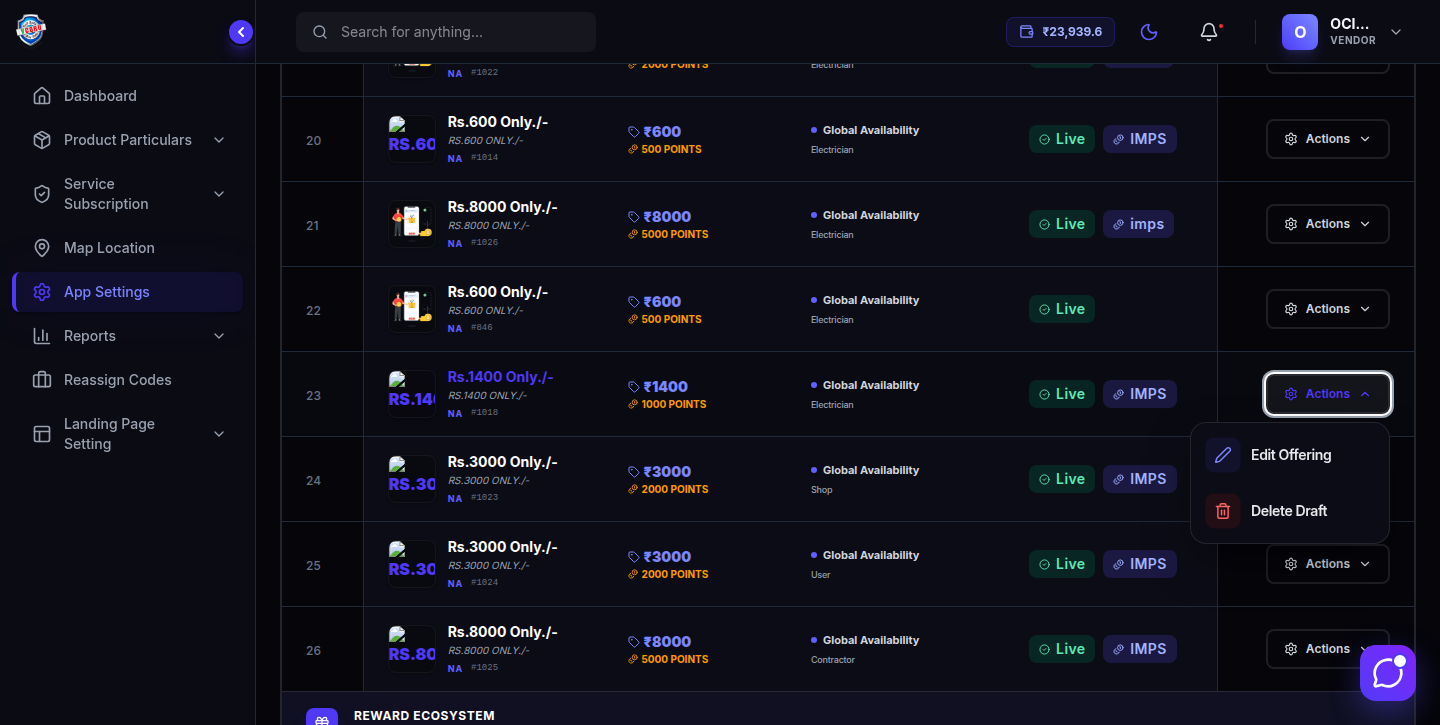 Search for anything...
₹23,939.6
O
OCI...
VENDOR
Dashboard
Product Particulars
Service
Subscription
Map Location
App Settings
Reports
Reassign Codes
Landing Page
Setting
NA #1022
2000 POINTS
Electrician
20
RS.60
Rs.600 Only./-
RS.600 ONLY./-
NA #1014
₹600
500 POINTS
Global Availability
Electrician
Live
IMPS
Actions
21
Rs.8000 Only./-
RS.8000 ONLY./-
NA #1026
₹8000
5000 POINTS
Global Availability
Electrician
Live
imps
Actions
22
Rs.600 Only./-
RS.600 ONLY./-
NA #846
₹600
500 POINTS
Global Availability
Electrician
Live
Actions
23
RS.14
Rs.1400 Only./-
RS.1400 ONLY./-
NA #1018
₹1400
1000 POINTS
Global Availability
Electrician
Live
IMPS
Actions
Edit Offering
Delete Draft
24
RS.30
Rs.3000 Only./-
RS.3000 ONLY./-
NA #1023
₹3000
2000 POINTS
Global Availability
Shop
Live
IMPS
25
RS.30
Rs.3000 Only./-
RS.3000 ONLY./-
NA #1024
₹3000
2000 POINTS
Global Availability
User
Live
IMPS
Actions
26
RS.80
Rs.8000 Only./-
RS.8000 ONLY./-
NA #1025
₹8000
5000 POINTS
Global Availability
Contractor
Live
IMPS
Actions
REWARD ECOSYSTEM